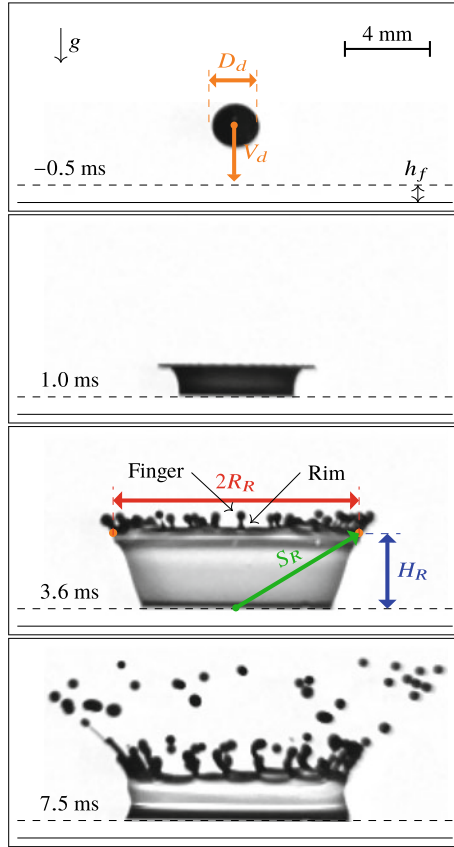 g
4 mm
D_d
V_d
−0.5 ms
h_f
1.0 ms
Finger
Rim
2R_R
S_R
H_R
3.6 ms
7.5 ms